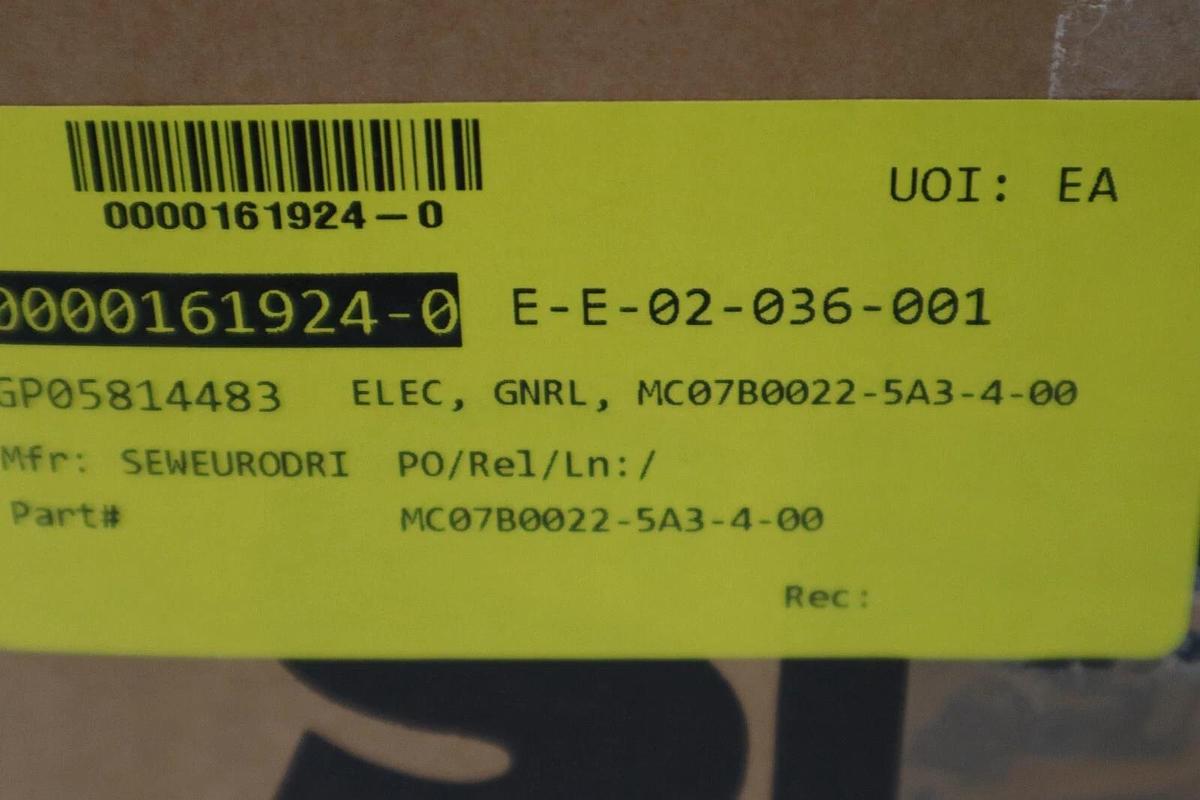 0000161924-0
UOI: EA
0000161924-0 E-E-02-036-001
GP05814483 ELEC, GNRL, MC07B0022-5A3-4-00
Mfr: SEWEURODRI PO/Rel/Ln:/
Part# MC07B0022-5A3-4-00
Rec: